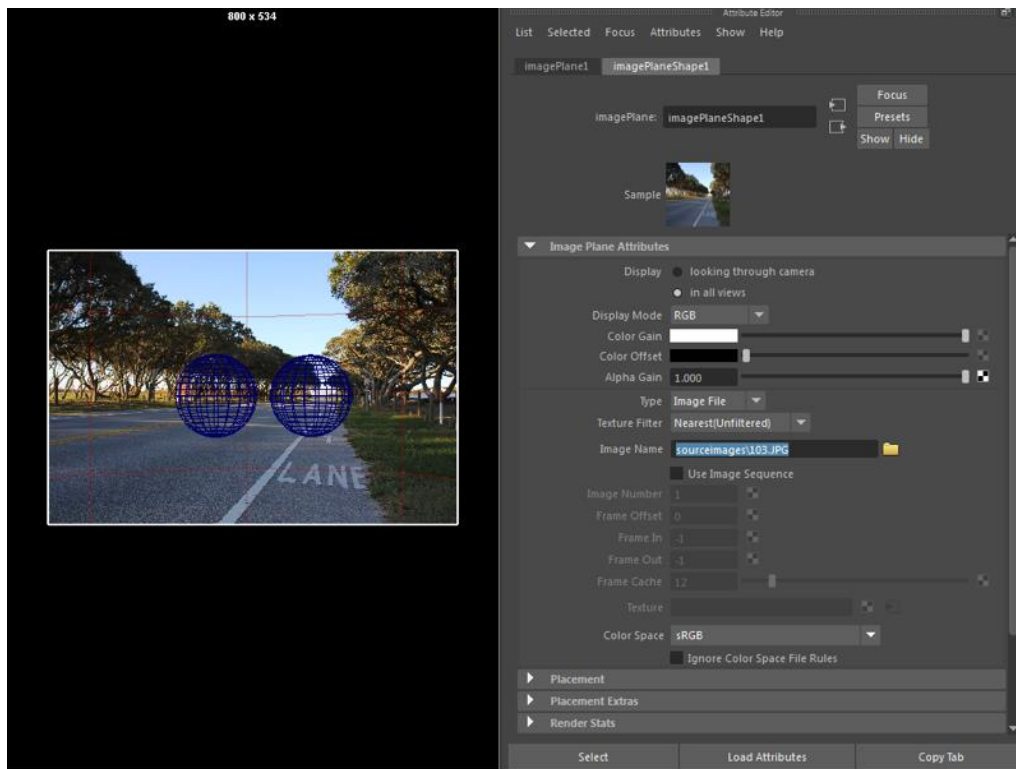 800 x 534
LANE
Attribute Editor
List Selected Focus Attributes Show Help
imagePlane1 imagePlaneShape1
Focus
imagePlane: imagePlaneShape1
Presets
Show Hide
Sample
Image Plane Attributes
Display looking through camera
in all views
Display Mode RGB
Color Gain
Color Offset
Alpha Gain 1.000
Type Image File
Texture Filter Nearest(Unfiltered)
Image Name sourceimages\103.JPG
Use Image Sequence
Image Number 1
Frame Offset 0
Frame In -1
Frame Out -1
Frame Cache 12
Texture
Color Space sRGB
Ignore Color Space File Rules
Placement
Placement Extras
Render Stats
Select Load Attributes Copy Tab